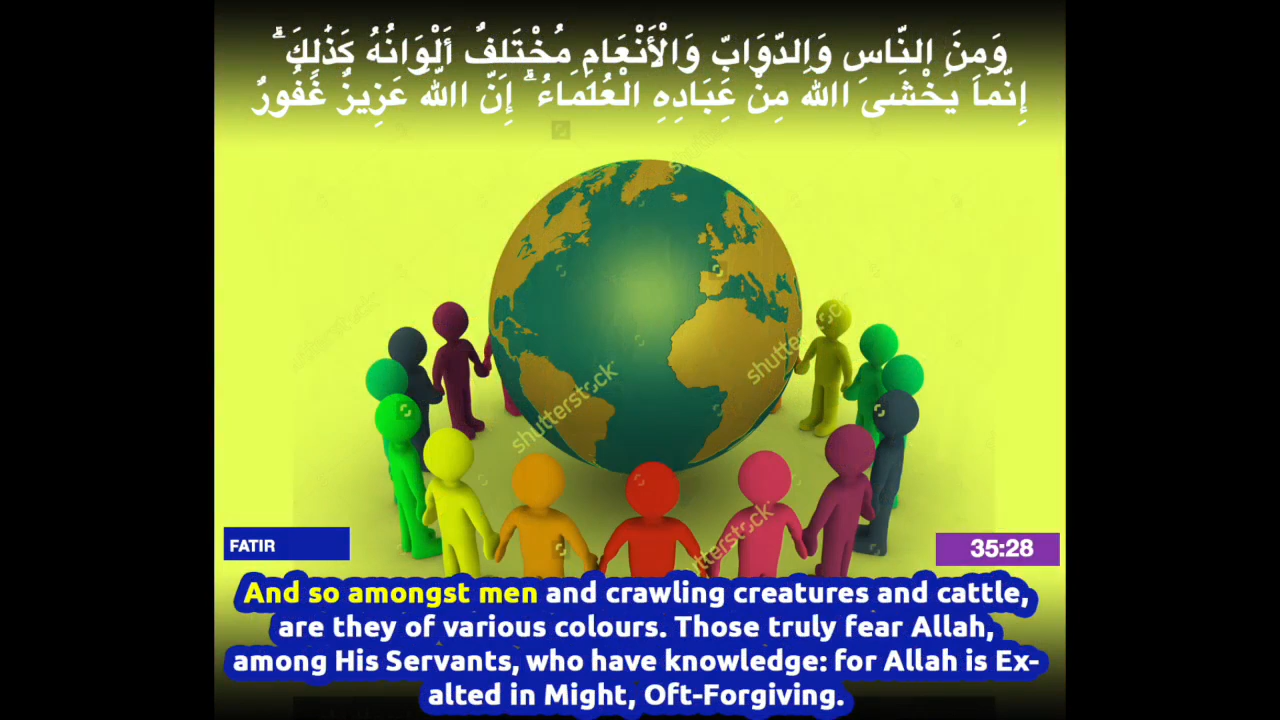 وَمِنَ النَّاسِ وَالدَّوَابِّ وَالْأَنْعَامِ مُخْتَلِفٌ أَلْوَانُهُ كَذَٰلِكَ ۗ
إِنَّمَا يَخْشَى اللَّهَ مِنْ عِبَادِهِ الْعُلَمَاءُ ۗ إِنَّ اللَّهَ عَزِيزٌ غَفُورٌ
shutterstock
shutterstock
FATIR
35:28
And so amongst men and crawling creatures and cattle,
are they of various colours. Those truly fear Allah,
among His Servants, who have knowledge: for Allah is Ex-
alted in Might, Oft-Forgiving.